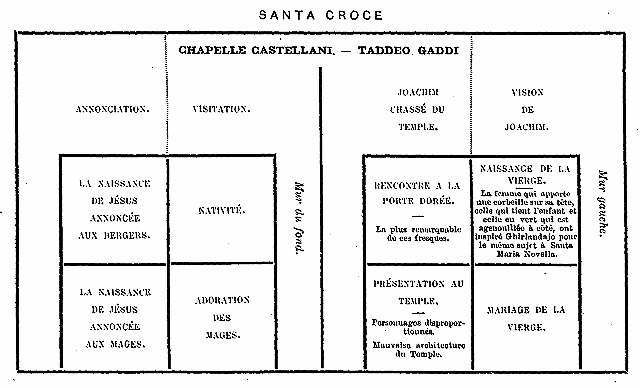 SANTA CROCE
CHAPELLE CASTELLANI. — TADDEO GADDI
ANNONCIATION.
VISITATION.
JOACHIM
CHASSÉ DU
TEMPLE.
VISION
DE
JOACHIM.
LA NAISSANCE
DE JÉSUS
ANNONCÉE
AUX BERGERS.
NATIVITÉ.
Mur du fond.
RENCONTRE A LA
PORTE DORÉE.
—
La plus remarquable
de ces fresques.
NAISSANCE DE LA
VIERGE.
La femme qui apporte
une corbeille sur sa tête,
celle qui tient l'enfant et
celle en vert qui est
agenouillée à côté, ont
inspiré Ghirlandajo pour
le même sujet à Santa
Maria Novella.
Mur gauche.
LA NAISSANCE
DE JÉSUS
ANNONCÉE
AUX MAGES.
ADORATION
DES
MAGES.
PRÉSENTATION AU
TEMPLE.
—
Personnages dispropor-
tionnés.
Mauvaise architecture
du Temple.
MARIAGE DE LA
VIERGE.